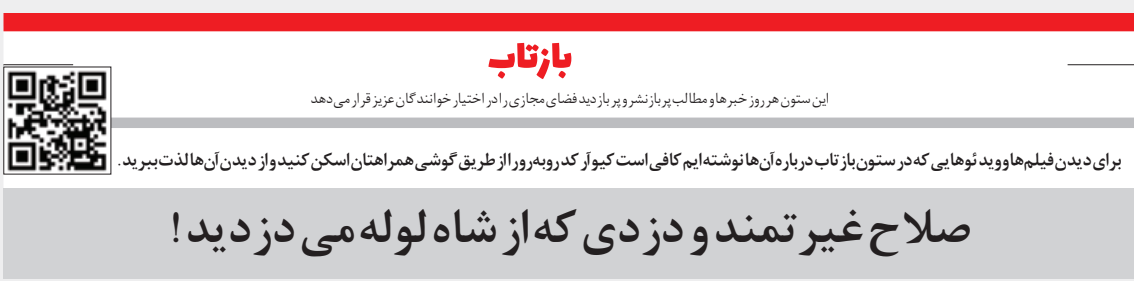 بازتاب
این ستون هر روز خبرها و مطالب پربازنشر و پربازدید فضای مجازی را در اختیار خوانندگان عزیز قرار می‌دهد
برای دیدن فیلم‌ها و ویدئوهایی که در ستون بازتاب درباره آن‌ها نوشته‌ایم کافی است کیوآر کد روبه‌رو را از طریق گوشی همراهتان اسکن کنید و از دیدن آن‌ها لذت ببرید.
صلاح غیرتمند و دزدی که از شاه لوله می‌دزدید!